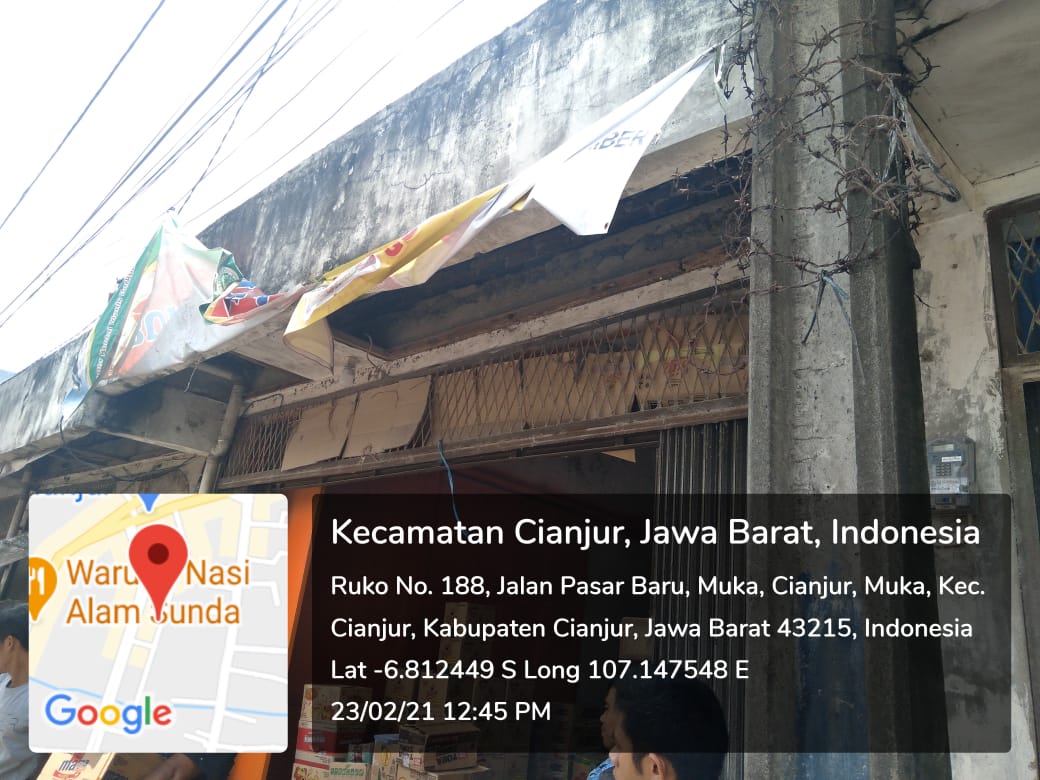 BER
Waru Nasi
Alam Sunda
Google
Kecamatan Cianjur, Jawa Barat, Indonesia
Ruko No. 188, Jalan Pasar Baru, Muka, Cianjur, Muka, Kec.
Cianjur, Kabupaten Cianjur, Jawa Barat 43215, Indonesia
Lat -6.812449 S Long 107.147548 E
23/02/21 12:45 PM